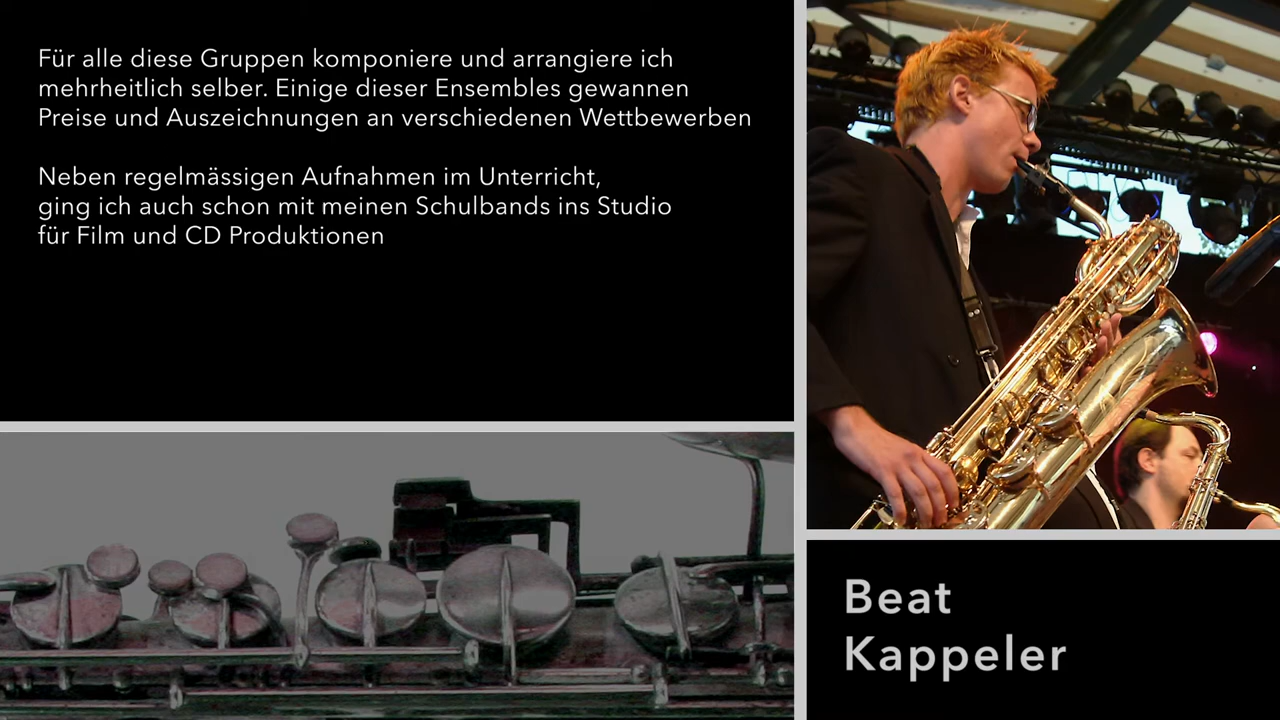 Für alle diese Gruppen komponiere und arrangiere ich
mehrheitlich selber. Einige dieser Ensembles gewannen
Preise und Auszeichnungen an verschiedenen Wettbewerben
Neben regelmässigen Aufnahmen im Unterricht,
ging ich auch schon mit meinen Schulbands ins Studio
für Film und CD Produktionen
Beat
Kappeler